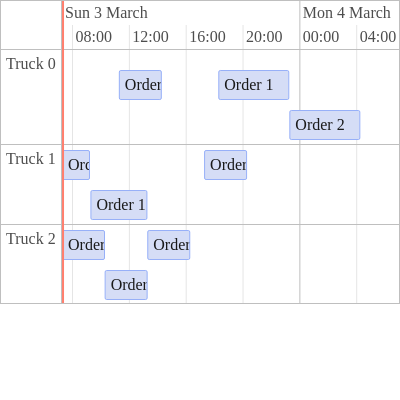 Sun 3 March
Mon 4 March
08:00
12:00
16:00
20:00
00:00
04:00
Truck 0
Order
Order 1
Order 2
Truck 1
Order
Order 1
Truck 2
Order
Order
Order